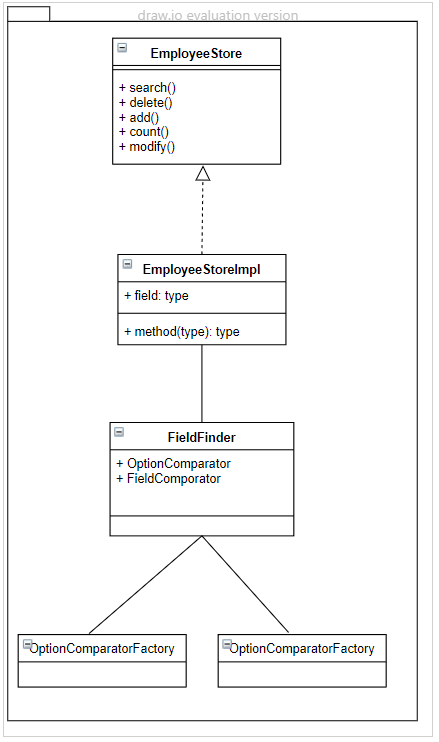 draw.io evaluation version
EmployeeStore
+ search()
+ delete()
+ add()
+ count()
+ modify()
EmployeeStoreImpl
+ field: type
+ method(type): type
FieldFinder
+ OptionComparator
+ FieldComporator
OptionComparatorFactory
OptionComparatorFactory